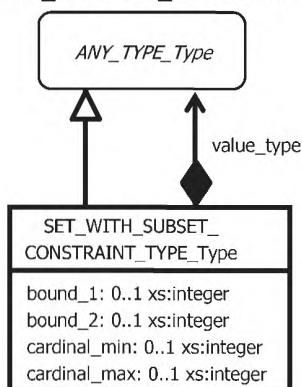 ANY_TYPE_Type
value_type
SET_WITH_SUBSET_
CONSTRAINT_TYPE_Type
bound_1: 0..1 xs:integer
bound_2: 0..1 xs:integer
cardinal_min: 0..1 xs:integer
cardinal_max: 0..1 xs:integer